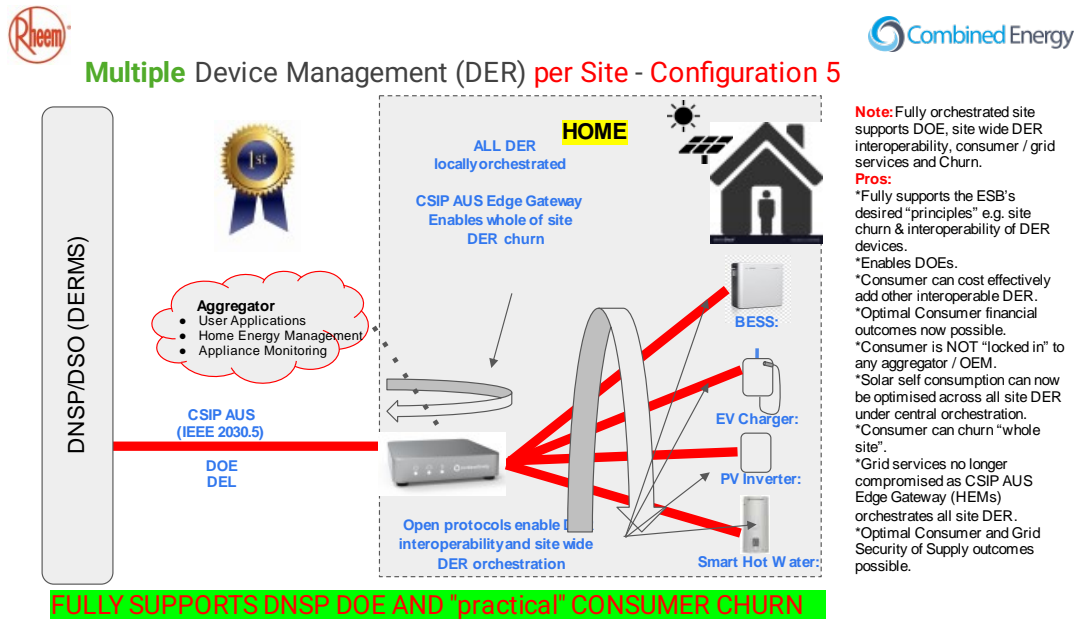 Rheem
Combined Energy
Multiple Device Management (DER) per Site - Configuration 5
DNSP/DSO (DERMS)
1st
Aggregator
● User Applications
● Home Energy Management
● Appliance Monitoring
CSIP AUS
(IEEE 2030.5)
DOE
DEL
HOME
ALL DER
locally orchestrated
CSIP AUS Edge Gateway
Enables whole of site
DER churn
BESS:
EV Charger:
PV Inverter:
Smart Hot Water:
Open protocols enable
interoperability and site wide
DER orchestration
Note: Fully orchestrated site
supports DOE, site wide DER
interoperability, consumer / grid
services and Churn.
Pros:
*Fully supports the ESB's
desired “principles” e.g. site
churn & interoperability of DER
devices.
*Enables DOEs.
*Consumer can cost effectively
add other interoperable DER.
*Optimal Consumer financial
outcomes now possible.
*Consumer is NOT “locked in” to
any aggregator / OEM.
*Solar self consumption can now
be optimised across all site DER
under central orchestration.
*Consumer can churn “whole
site”.
*Grid services no longer
compromised as CSIP AUS
Edge Gateway (HEMs)
orchestrates all site DER.
*Optimal Consumer and Grid
Security of Supply outcomes
possible.
FULLY SUPPORTS DNSP DOE AND "practical" CONSUMER CHURN